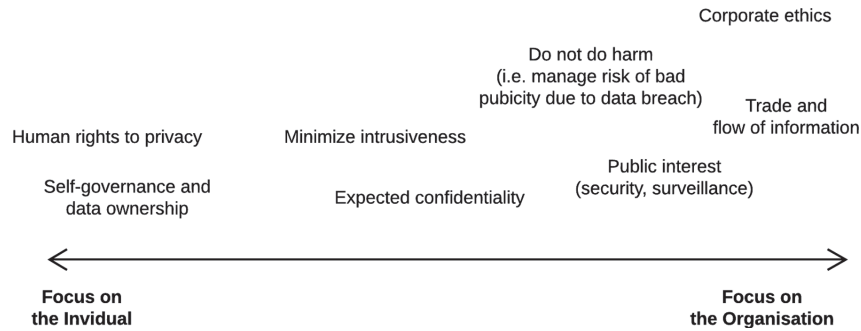 Corporate ethics
Do not do harm
(i.e. manage risk of bad
pubicity due to data breach)
Trade and
flow of information
Human rights to privacy
Minimize intrusiveness
Public interest
(security, surveillance)
Self-governance and
data ownership
Expected confidentiality
Focus on
the Invidual
Focus on
the Organisation